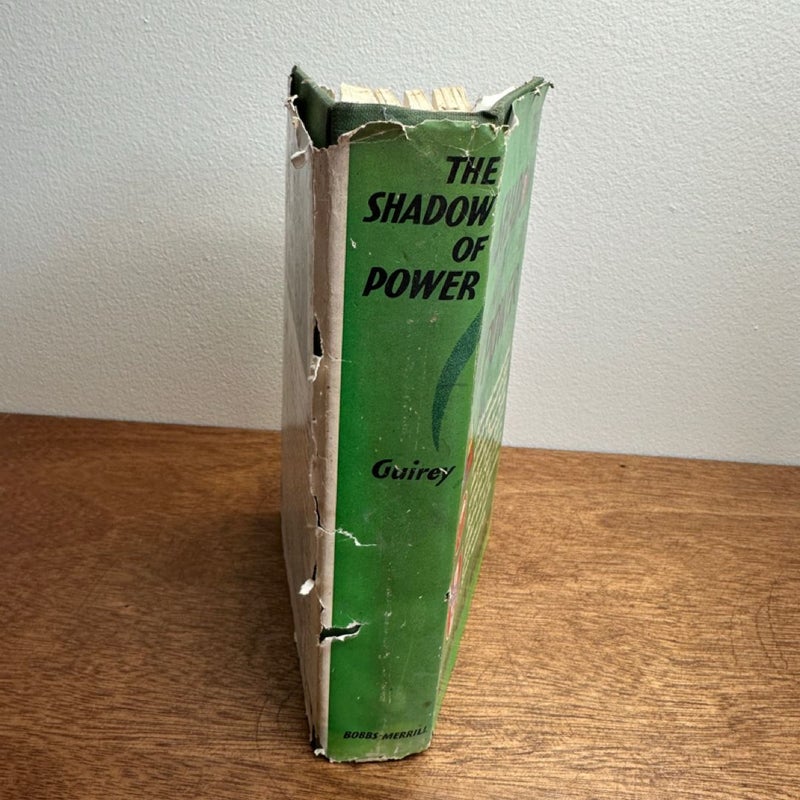 THE
SHADOW
OF
POWER
Guirey
BOBBS-MERRILL